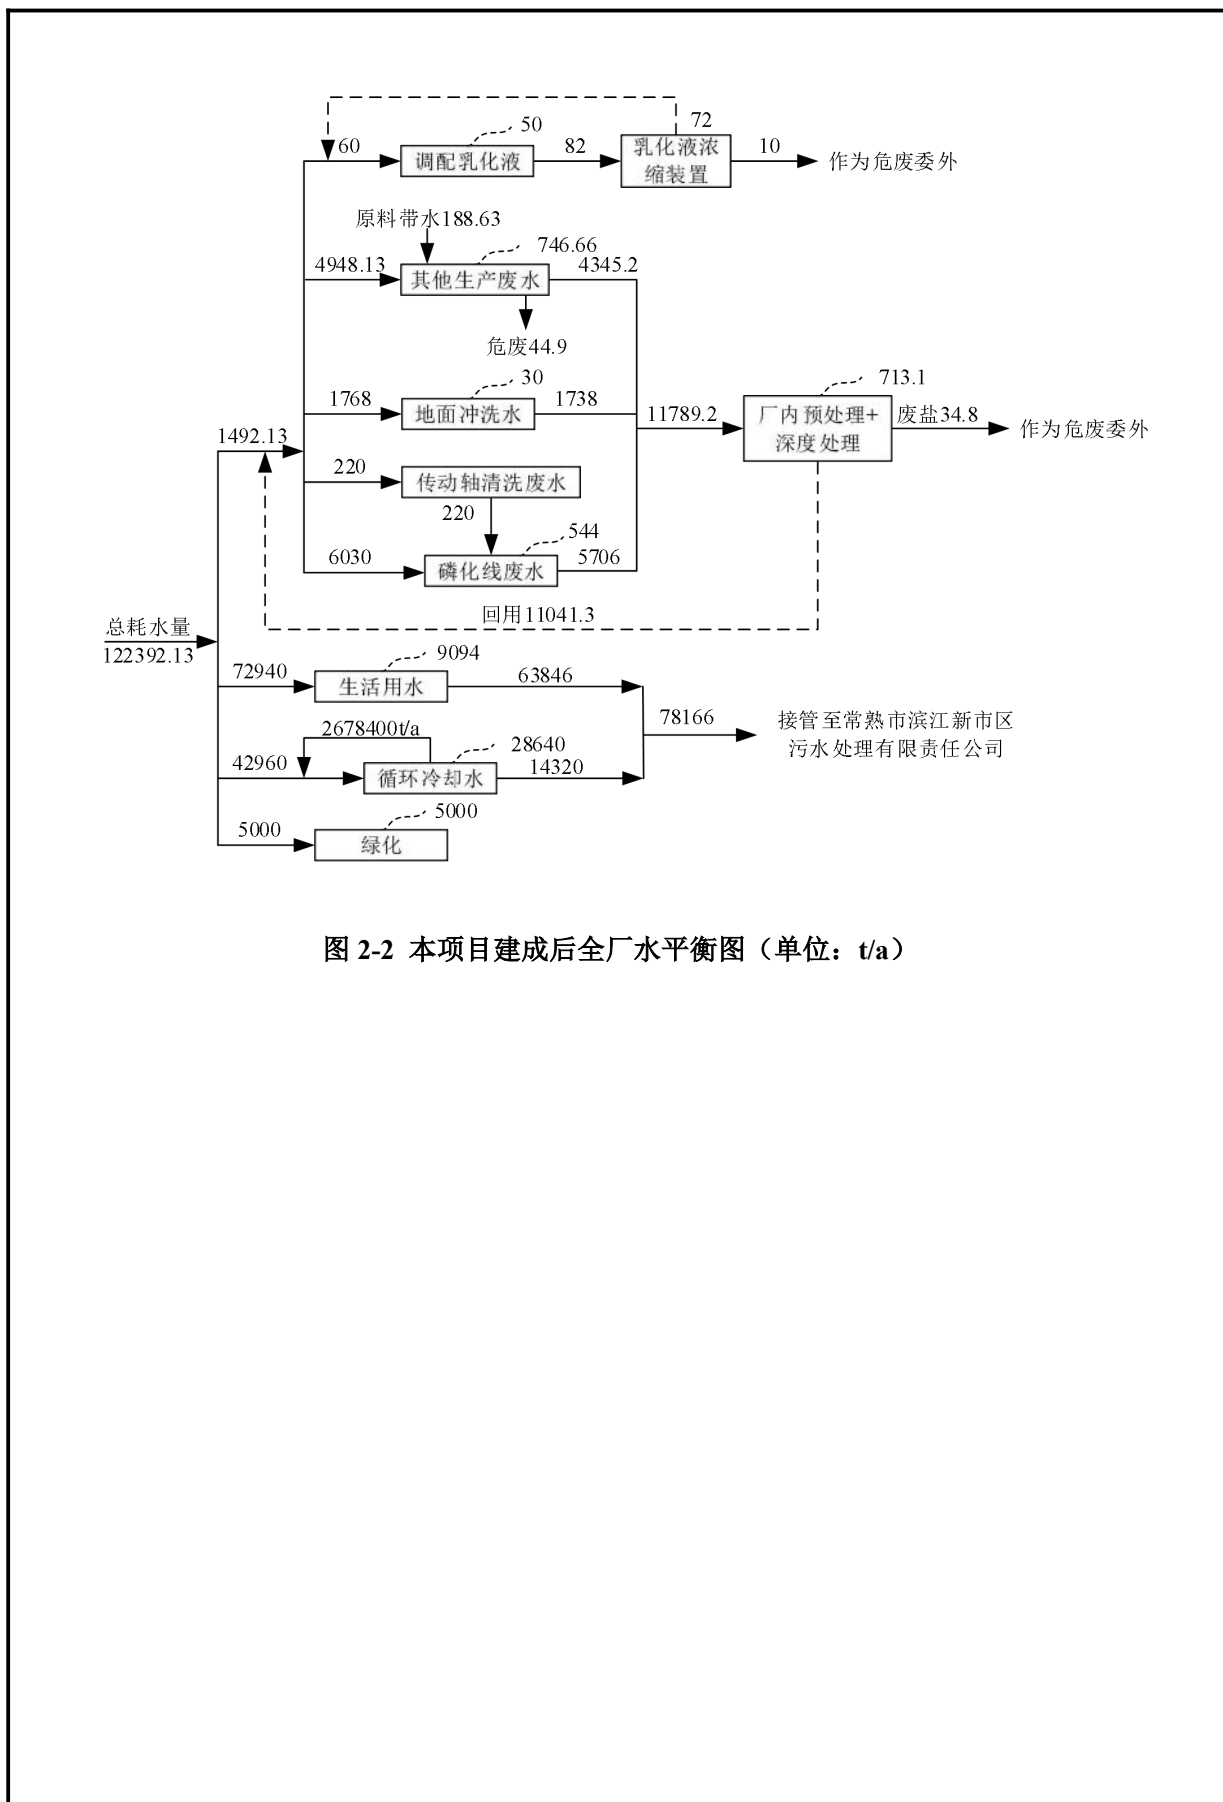 72
50
60
调配乳化液
82
乳化液浓
缩装置
10
作为危废委外
原料带水188.63
746.66
4948.13
其他生产废水
4345.2
危废44.9
30
1768
地面冲洗水
1738
713.1
11789.2
厂内预处理+
深度处理
废盐34.8
作为危废委外
1492.13
220
传动轴清洗废水
220
544
6030
磷化线废水
5706
回用11041.3
总耗水量
122392.13
9094
72940
生活用水
63846
2678400t/a
28640
42960
循环冷却水
14320
78166
接管至常熟市滨江新市区
污水处理有限责任公司
5000
5000
绿化
图 2-2 本项目建成后全厂水平衡图（单位：t/a）